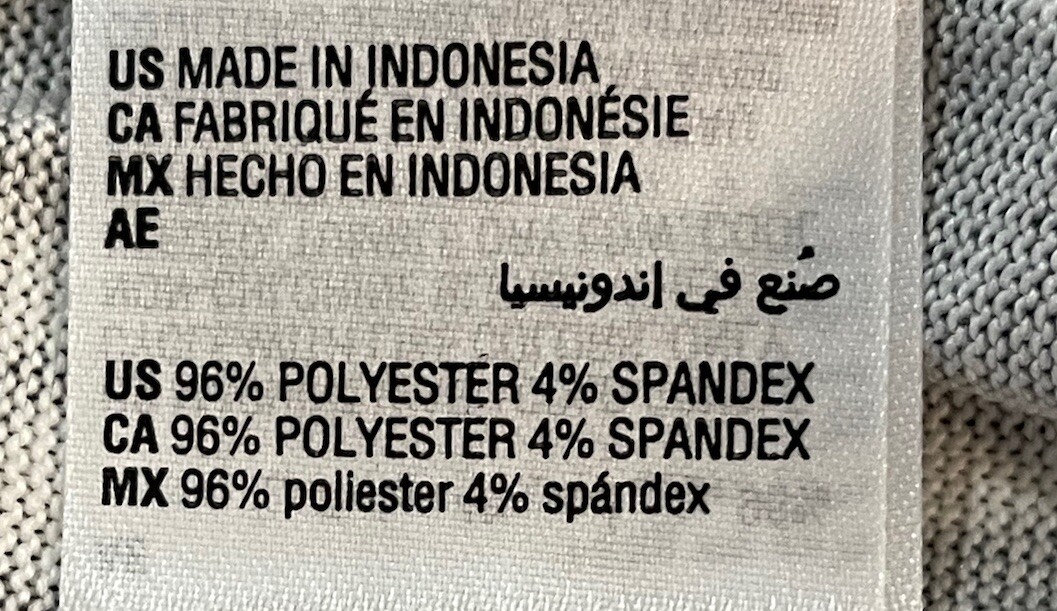 US MADE IN INDONESIA
CA FABRIQUÉ EN INDONÉSIE
MX HECHO EN INDONESIA
AE
صُنع في إندونيسيا
US 96% POLYESTER 4% SPANDEX
CA 96% POLYESTER 4% SPANDEX
MX 96% poliester 4% spándex